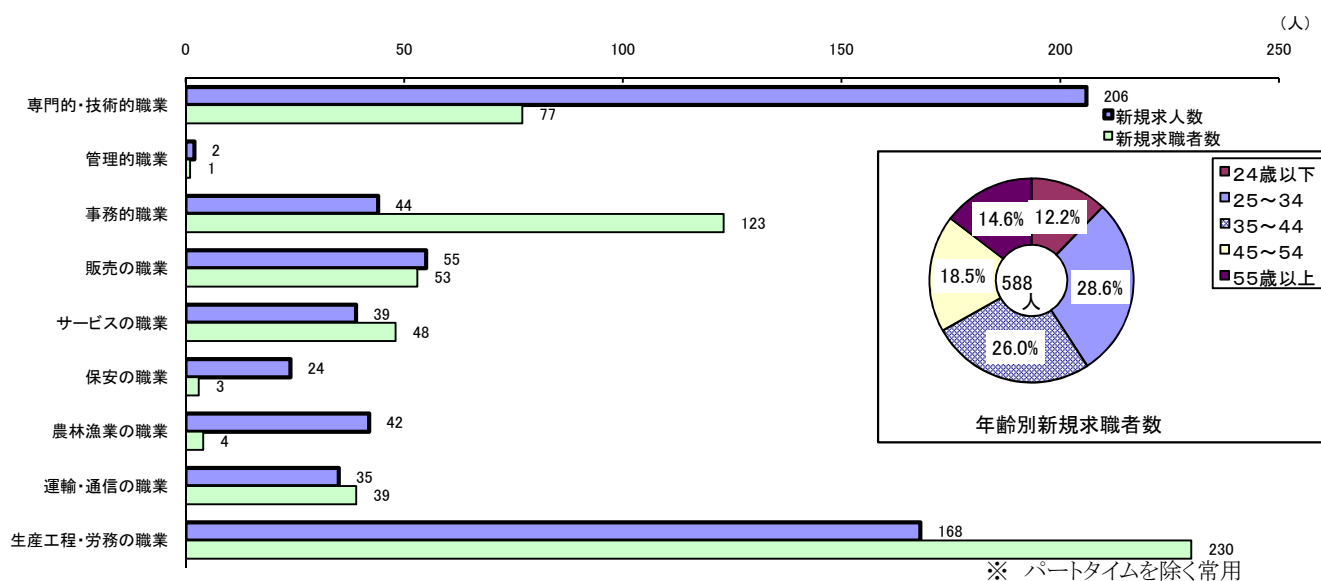 (人)
0 50 100 150 200 250
専門的・技術的職業 206
77
新規求人数
新規求職者数
管理的職業 2
1
事務的職業 44
123
販売の職業 55
53
サービスの職業 39
48
保安の職業 24
3
農林漁業の職業 42
4
運輸・通信の職業 35
39
生産工程・労務の職業 168
230
24歳以下
25～34
35～44
45～54
55歳以上
14.6% 12.2%
18.5% 28.6%
26.0%
588
人
年齢別新規求職者数
※ パートタイムを除く常用